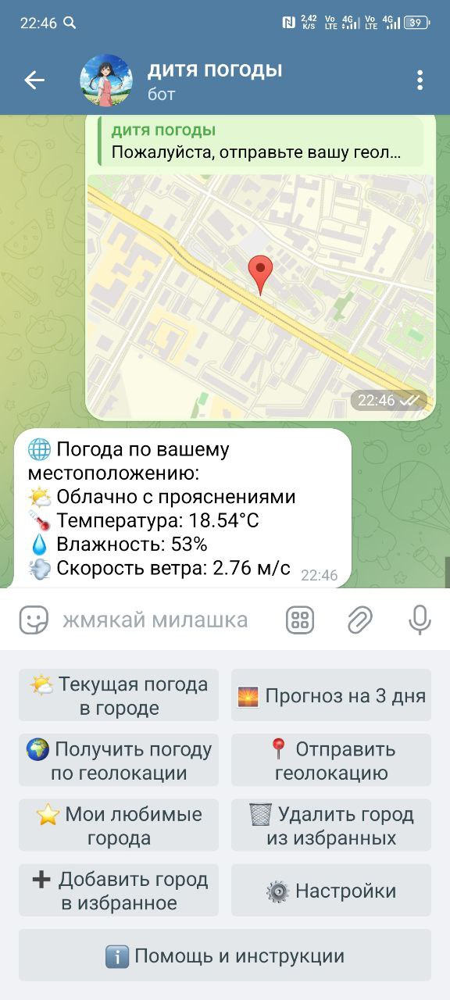 22:46
2,42 K/S Vo LTE 4G Vo LTE 4G 39
дитя погоды
бот
дитя погоды
Пожалуйста, отправьте вашу геол...
22:46
Погода по вашему
местоположению:
Облачно с прояснениями
Температура: 18.54°C
Влажность: 53%
Скорость ветра: 2.76 м/с
22:46
жмякай милашка
Текущая погода
в городе
Прогноз на 3 дня
Получить погоду
по геолокации
Отправить
геолокацию
Мои любимые
города
Удалить город
из избранных
Добавить город
в избранное
Настройки
Помощь и инструкции